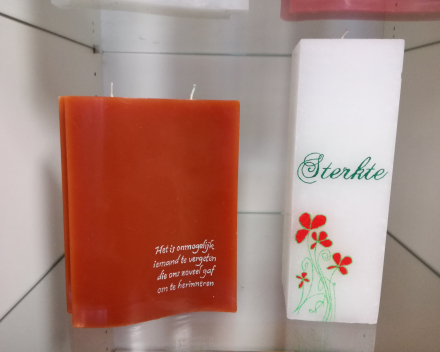 Het is onmogelijk
iemand te vergeten
die ons zoveel gaf
om te herinneren
Sterkte